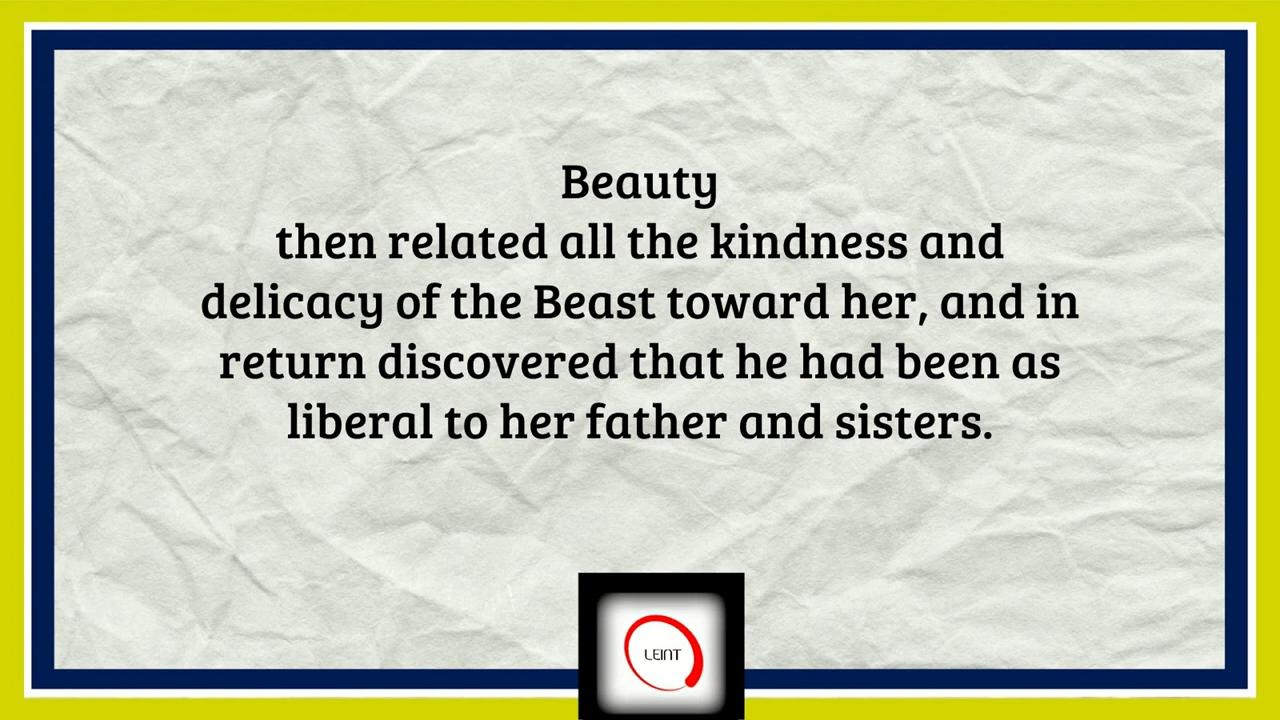 Beauty
then related all the kindness and
delicacy of the Beast toward her, and in
return discovered that he had been as
liberal to her father and sisters.
LEINT